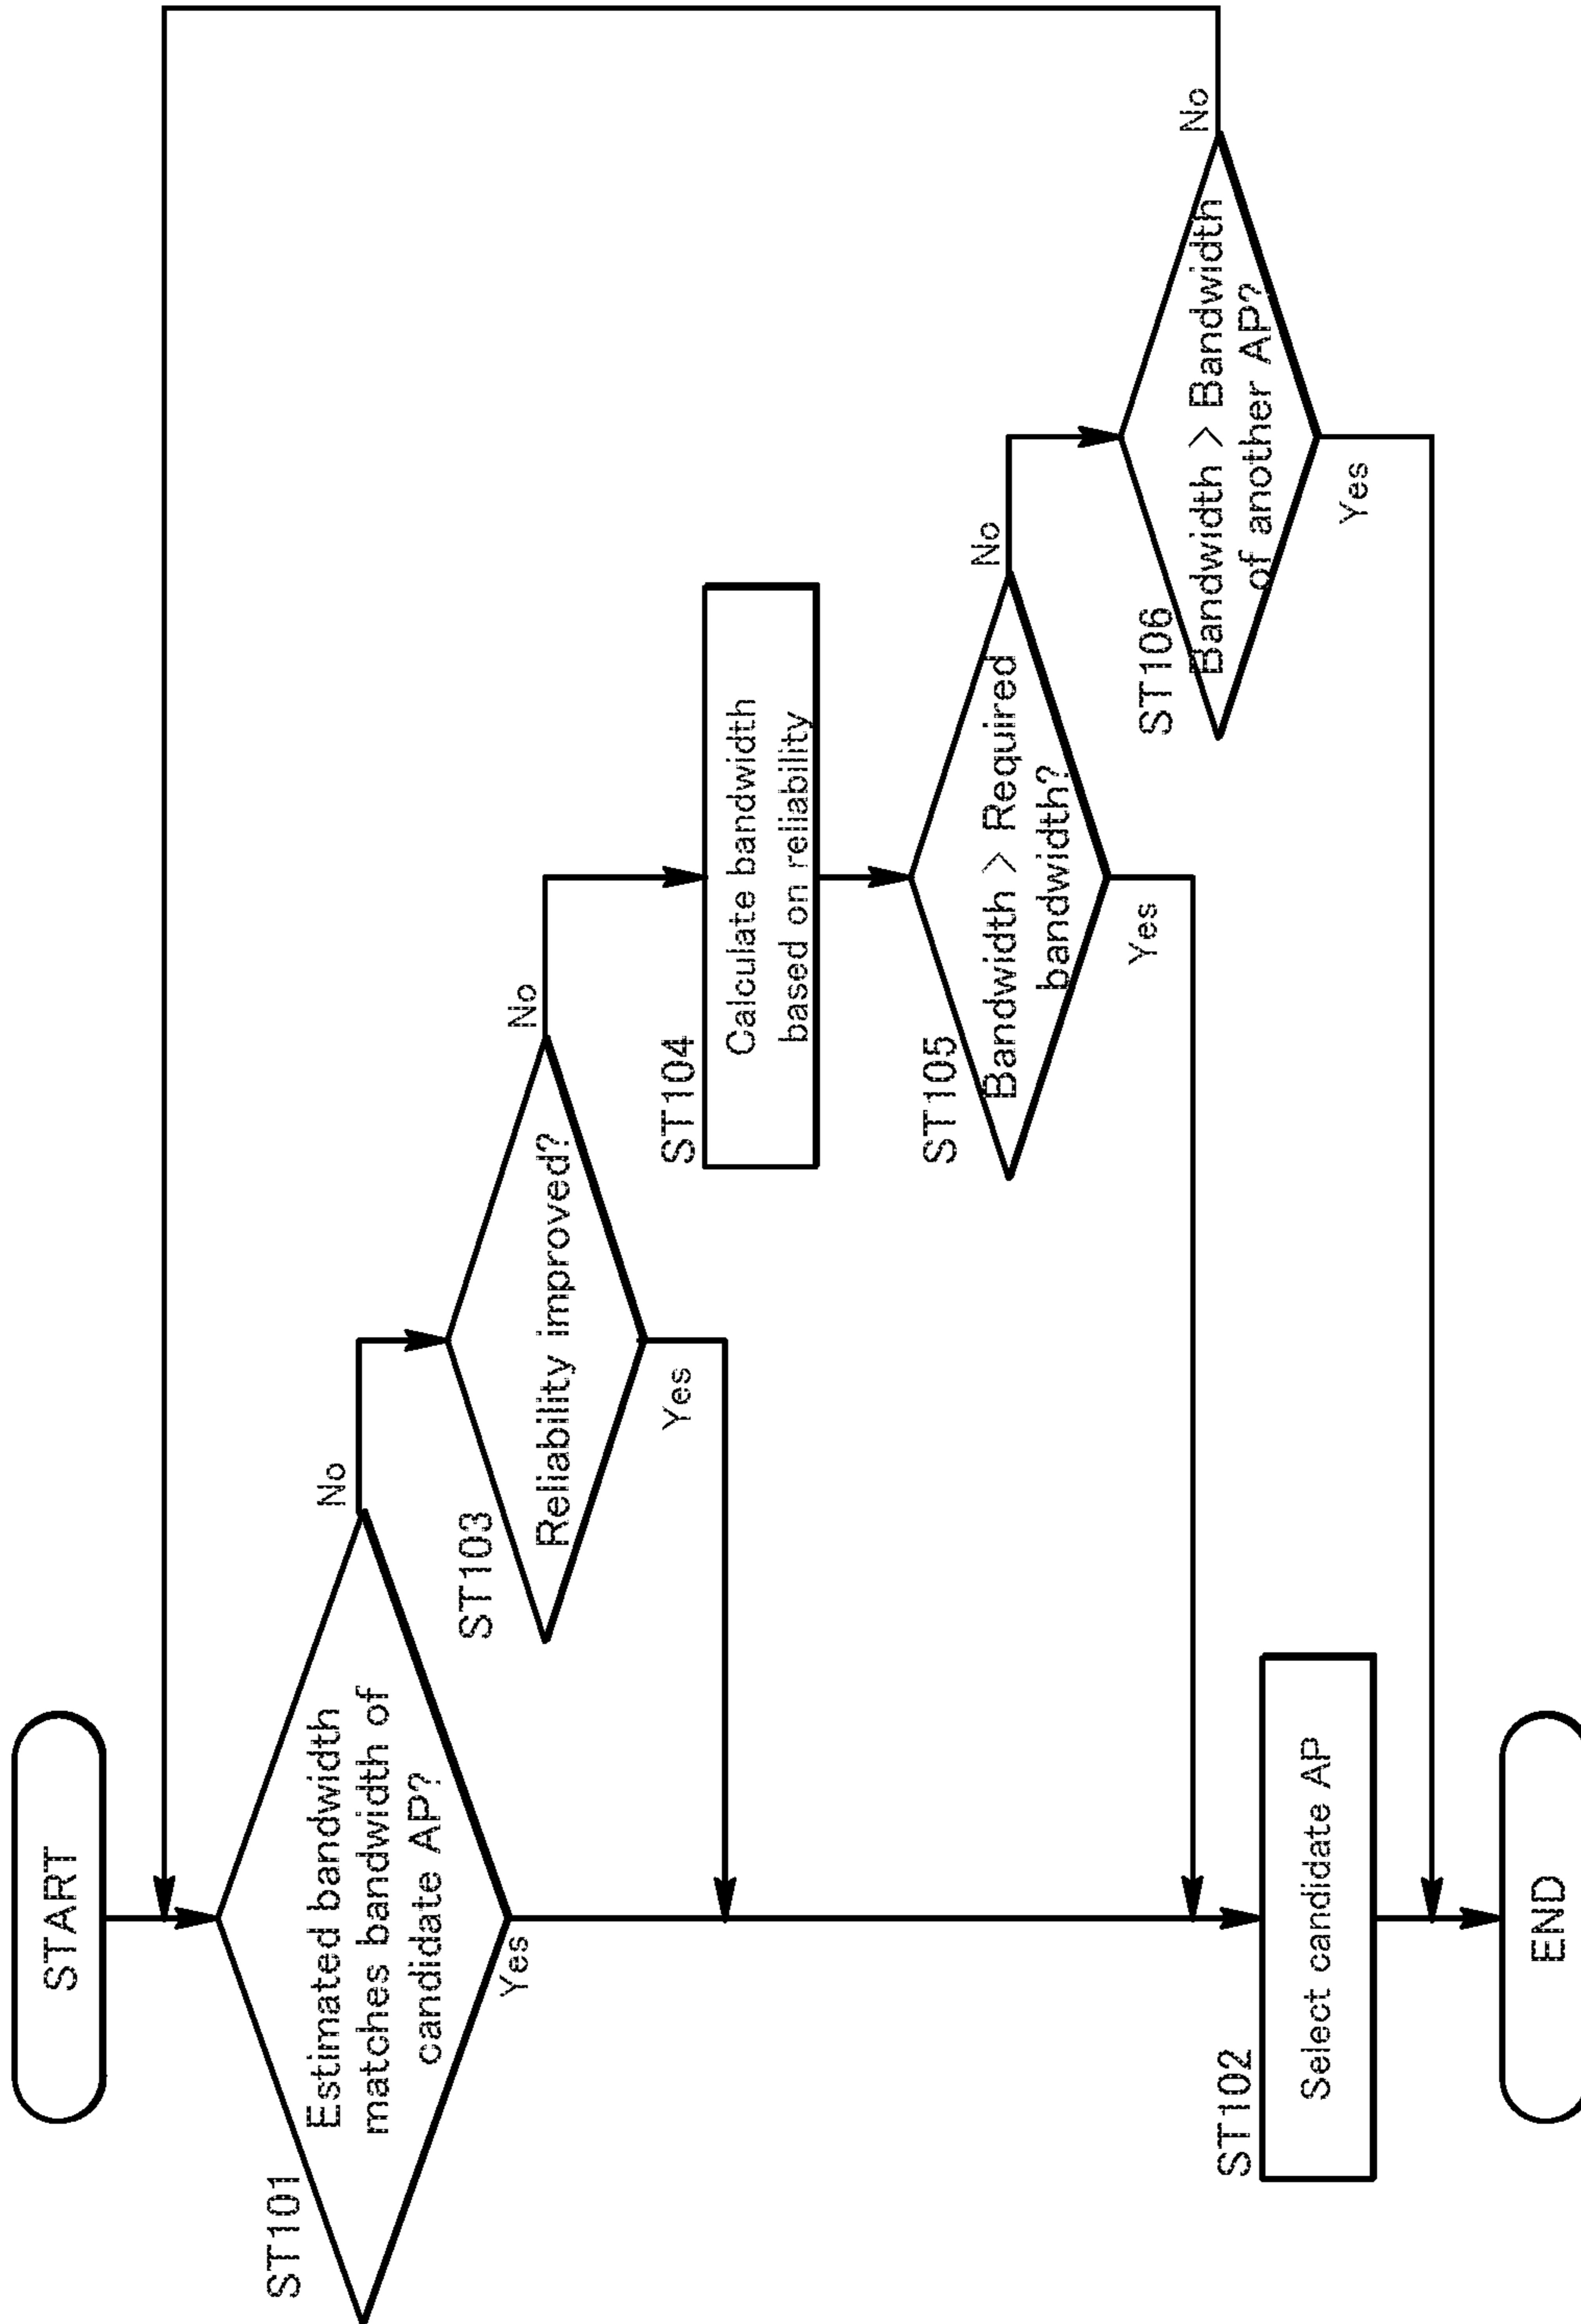 START
ST101
Estimated bandwidth
matches bandwidth of
candidate AP?
No
Yes
ST103
Reliability improved?
No
Yes
ST104
Calculate bandwidth
based on reliability
ST105
Bandwidth > Required
bandwidth?
No
Yes
ST106
Bandwidth > Bandwidth
of another AP?
No
Yes
ST102
Select candidate AP
END